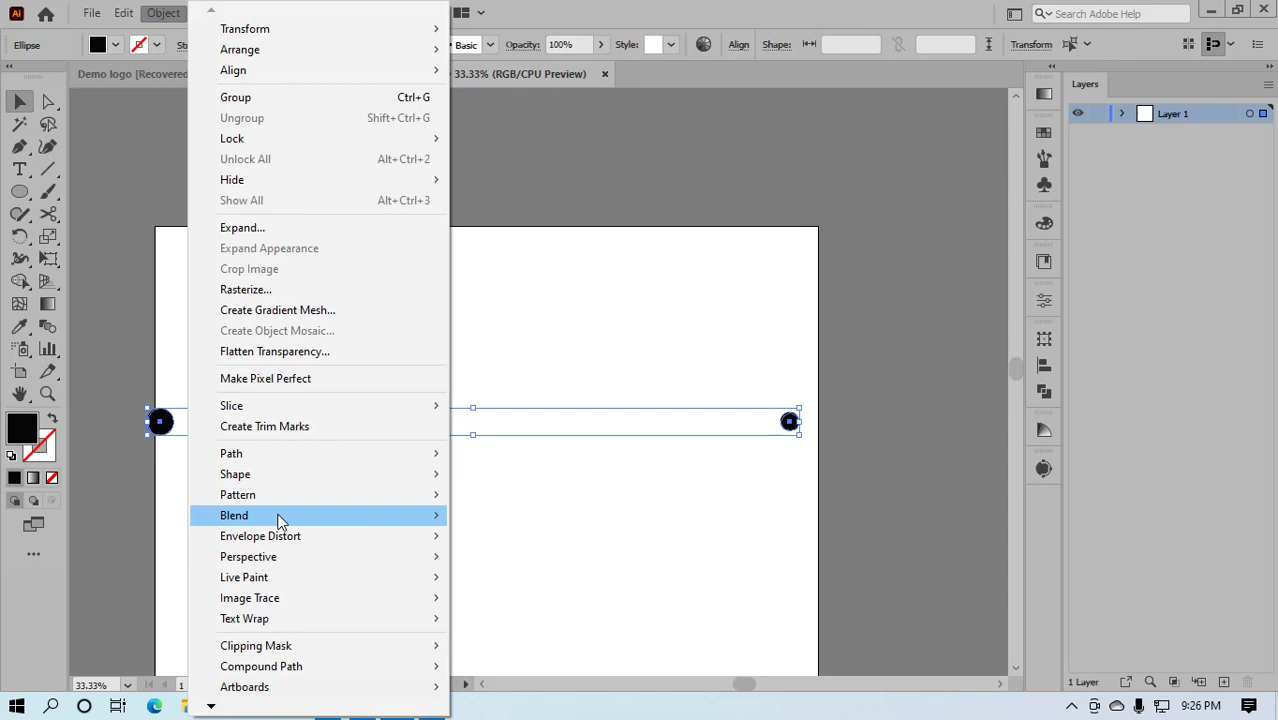 Ai File Edit Object
Search Adobe Help
Ellipse
Basic Opacity: 100% Style: Align Shape: Transform
Demo logo [Recovered 33.33% (RGB/CPU Preview) ×
Transform
Arrange
Align
Group Ctrl+G
Ungroup Shift+Ctrl+G
Lock
Unlock All Alt+Ctrl+2
Hide
Show All Alt+Ctrl+3
Expand...
Expand Appearance
Crop Image
Rasterize...
Create Gradient Mesh...
Create Object Mosaic...
Flatten Transparency...
Make Pixel Perfect
Slice
Create Trim Marks
Path
Shape
Pattern
Blend
Envelope Distort
Perspective
Live Paint
Image Trace
Text Wrap
Clipping Mask
Compound Path
Artboards
Layers
Layer 1
33.33% 1
1 Layer
9:26 PM